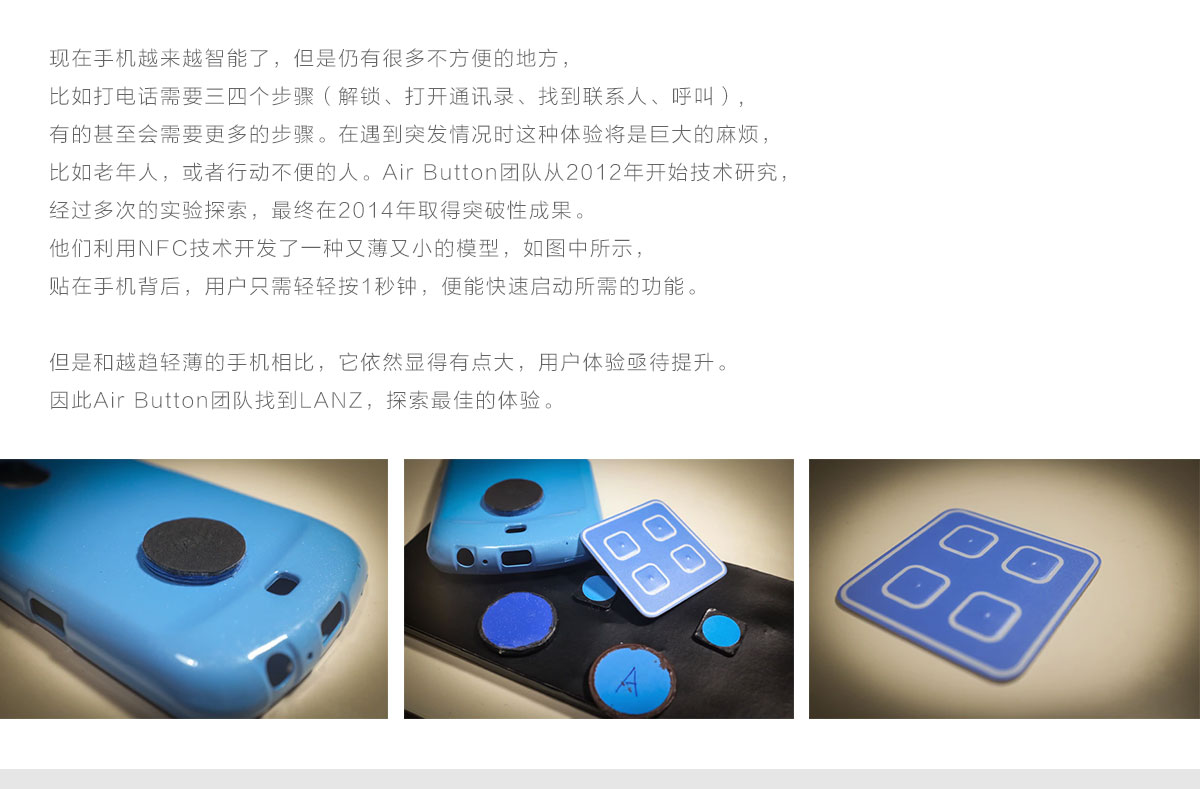 现在手机越来越智能了，但是仍有很多不方便的地方，
比如打电话需要三四个步骤（解锁、打开通讯录、找到联系人、呼叫），
有的甚至会需要更多的步骤。在遇到突发情况时这种体验将是巨大的麻烦，
比如老年人，或者行动不便的人。Air Button团队从2012年开始技术研究，
经过多次的实验探索，最终在2014年取得突破性成果。
他们利用NFC技术开发了一种又薄又小的模型，如图中所示，
贴在手机背后，用户只需轻轻按1秒钟，便能快速启动所需的功能。
但是和越趋轻薄的手机相比，它依然显得有点大，用户体验亟待提升。
因此Air Button团队找到LANZ，探索最佳的体验。
A